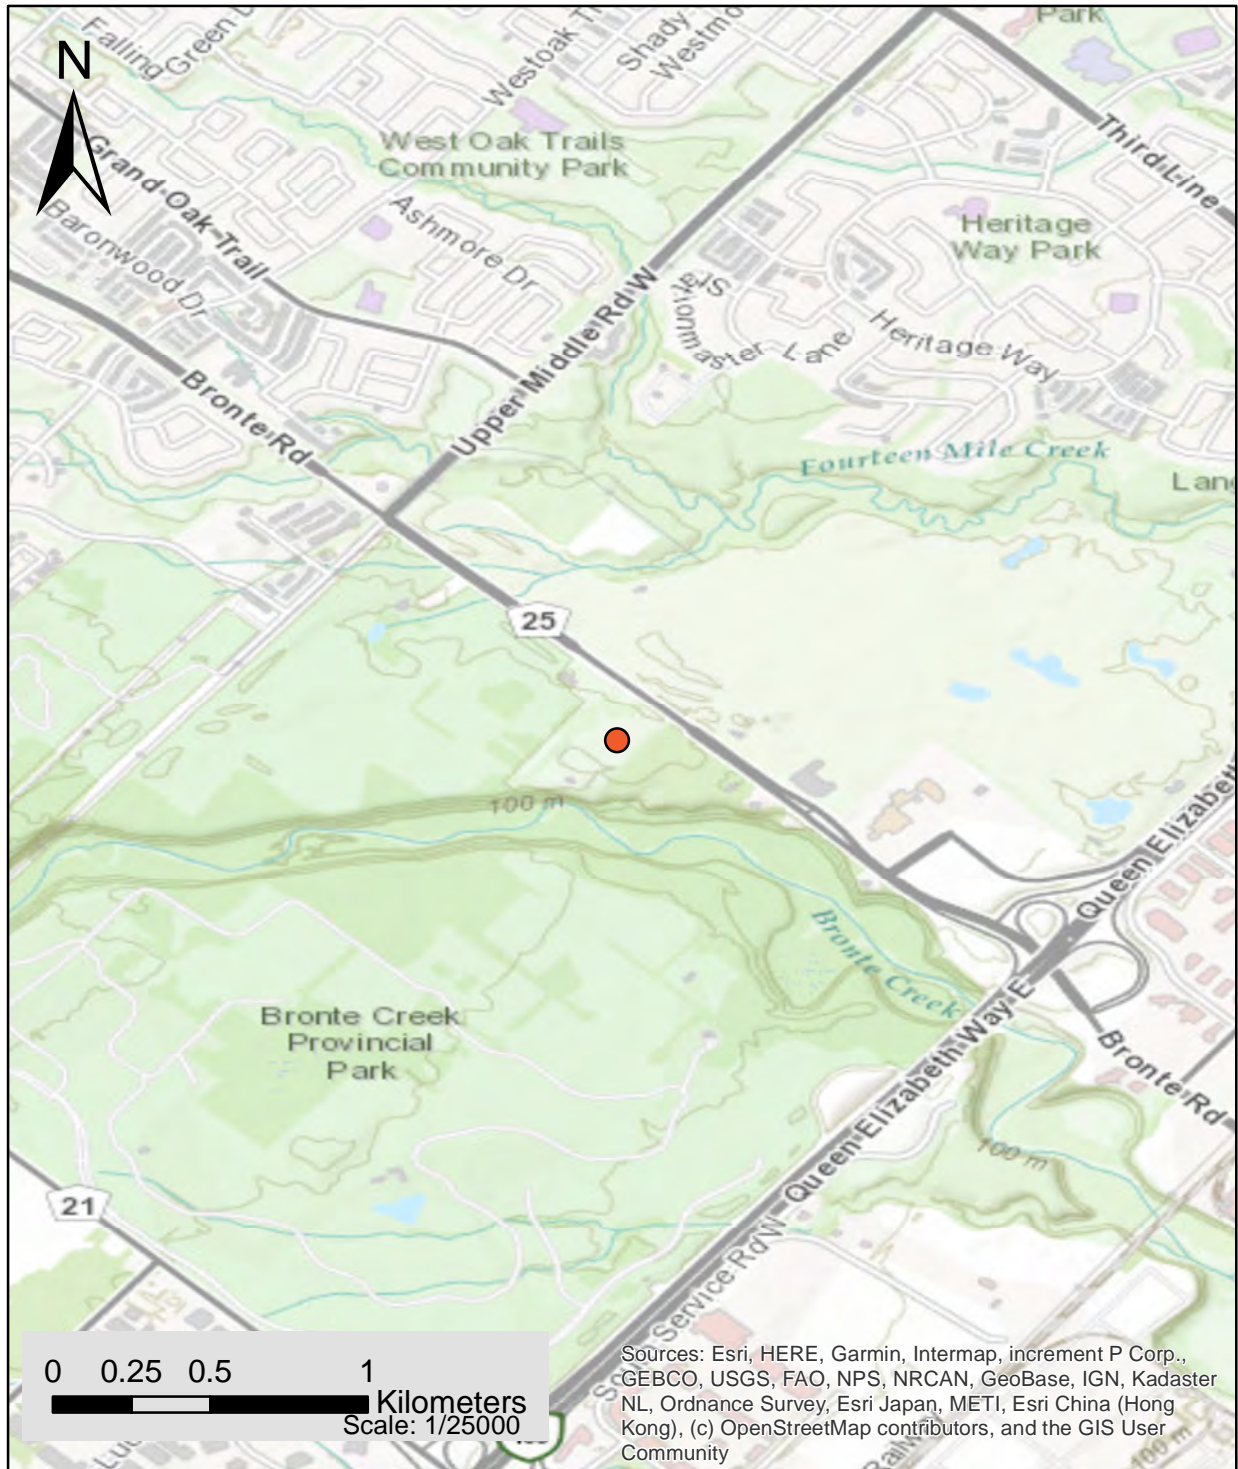 Park
Falling
Green
Westoak
Shady
Westmo
N
West Oak Trails
Community Park
Third Line
Grand Oak Trail
Ashmore Dr
Baronwood Dr
Heritage
Way Park
Upper Middle Rd W
Ironmaster Lane
Heritage Way
Bronte Rd
Fourteen Mile Creek
25
100 m
Queen Elizabeth
Bronte Creek
Bronte Creek
Provincial
Park
Queen Elizabeth Way E
Bronte Rd
100 m
21
Service Rd W
0 0.25 0.5 1
Kilometers
Scale: 1/25000
Sources: Esri, HERE, Garmin, Intermap, increment P Corp.,
GEBCO, USGS, FAO, NPS, NRCAN, GeoBase, IGN, Kadaster
NL, Ordnance Survey, Esri Japan, METI, Esri China (Hong
Kong), (c) OpenStreetMap contributors, and the GIS User
Community
Railway
100 m